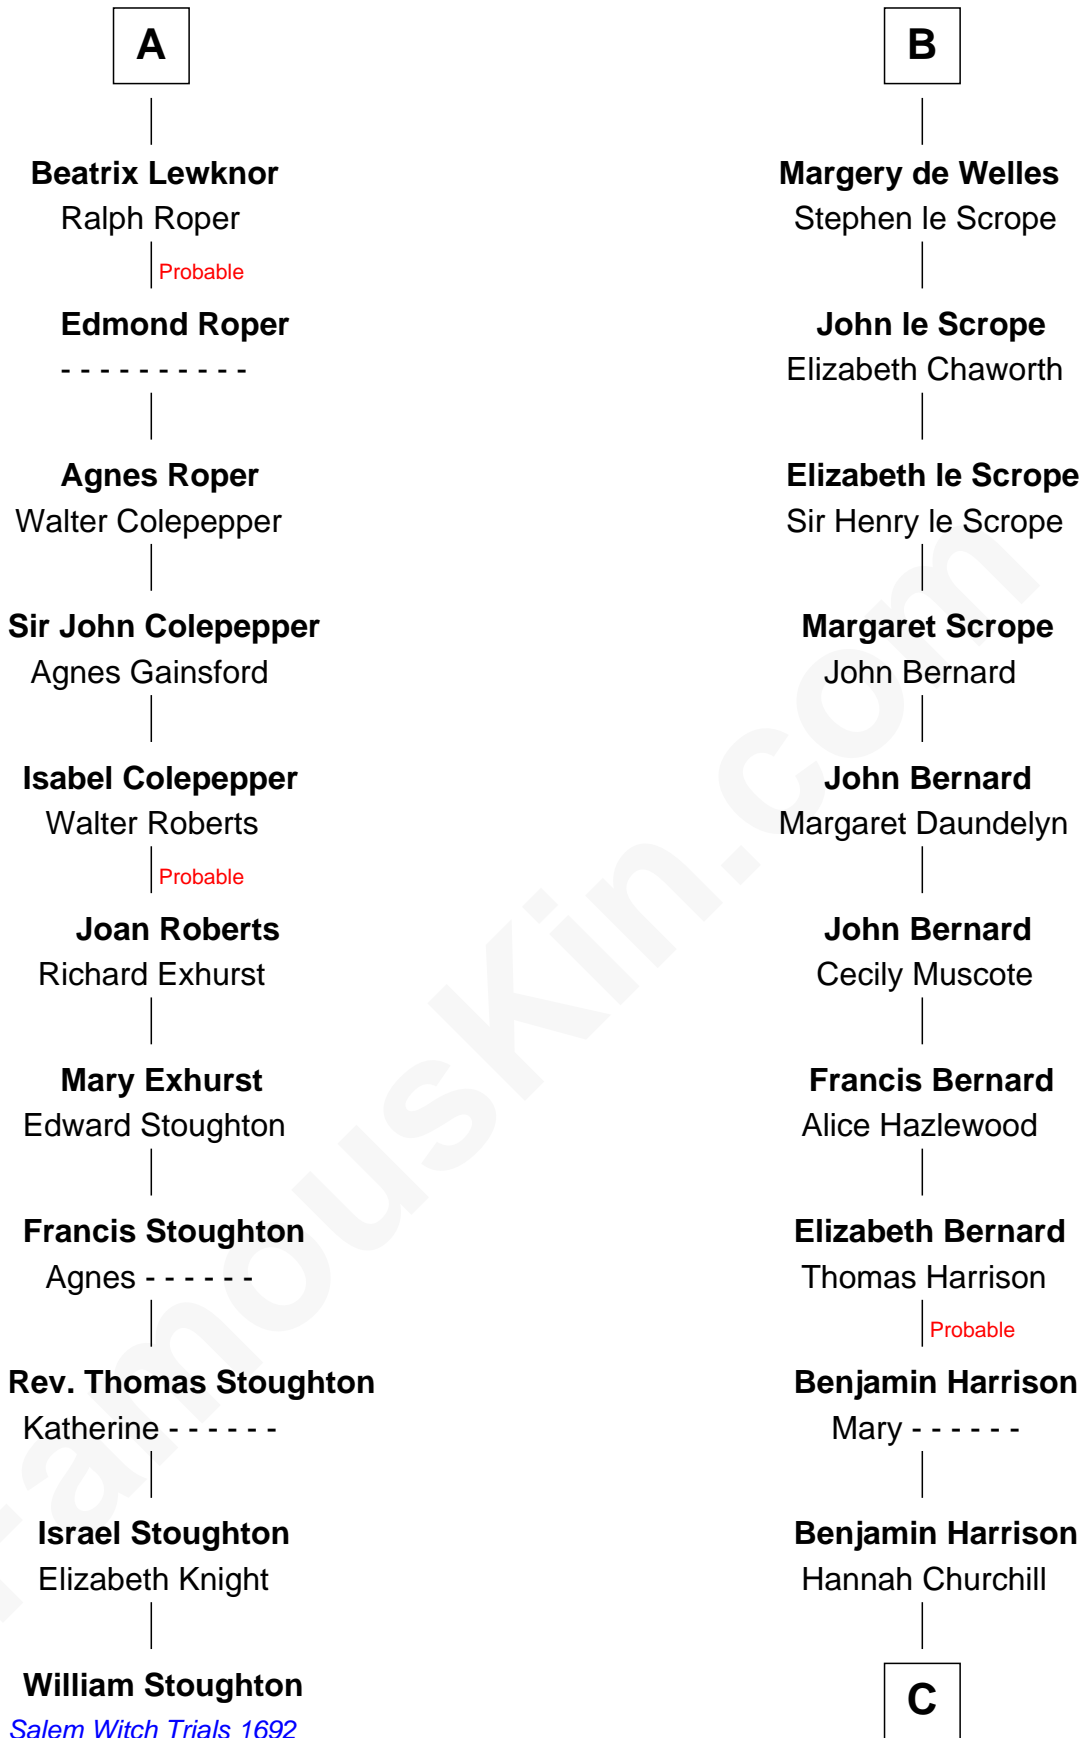 A
Beatrix Lewknor
Ralph Roper
Probable
Edmond Roper
- - - - - - - - - -
Agnes Roper
Walter Colepepper
Sir John Colepepper
Agnes Gainsford
Isabel Colepepper
Walter Roberts
Probable
Joan Roberts
Richard Exhurst
Mary Exhurst
Edward Stoughton
Francis Stoughton
Agnes - - - - - -
Rev. Thomas Stoughton
Katherine - - - - - -
Israel Stoughton
Elizabeth Knight
William Stoughton
Salem Witch Trials 1692
B
Margery de Welles
Stephen le Scrope
John le Scrope
Elizabeth Chaworth
Elizabeth le Scrope
Sir Henry le Scrope
Margaret Scrope
John Bernard
John Bernard
Margaret Daundelyn
John Bernard
Cecily Muscote
Francis Bernard
Alice Hazlewood
Elizabeth Bernard
Thomas Harrison
Probable
Benjamin Harrison
Mary - - - - - -
Benjamin Harrison
Hannah Churchill
C
FamousKin.com